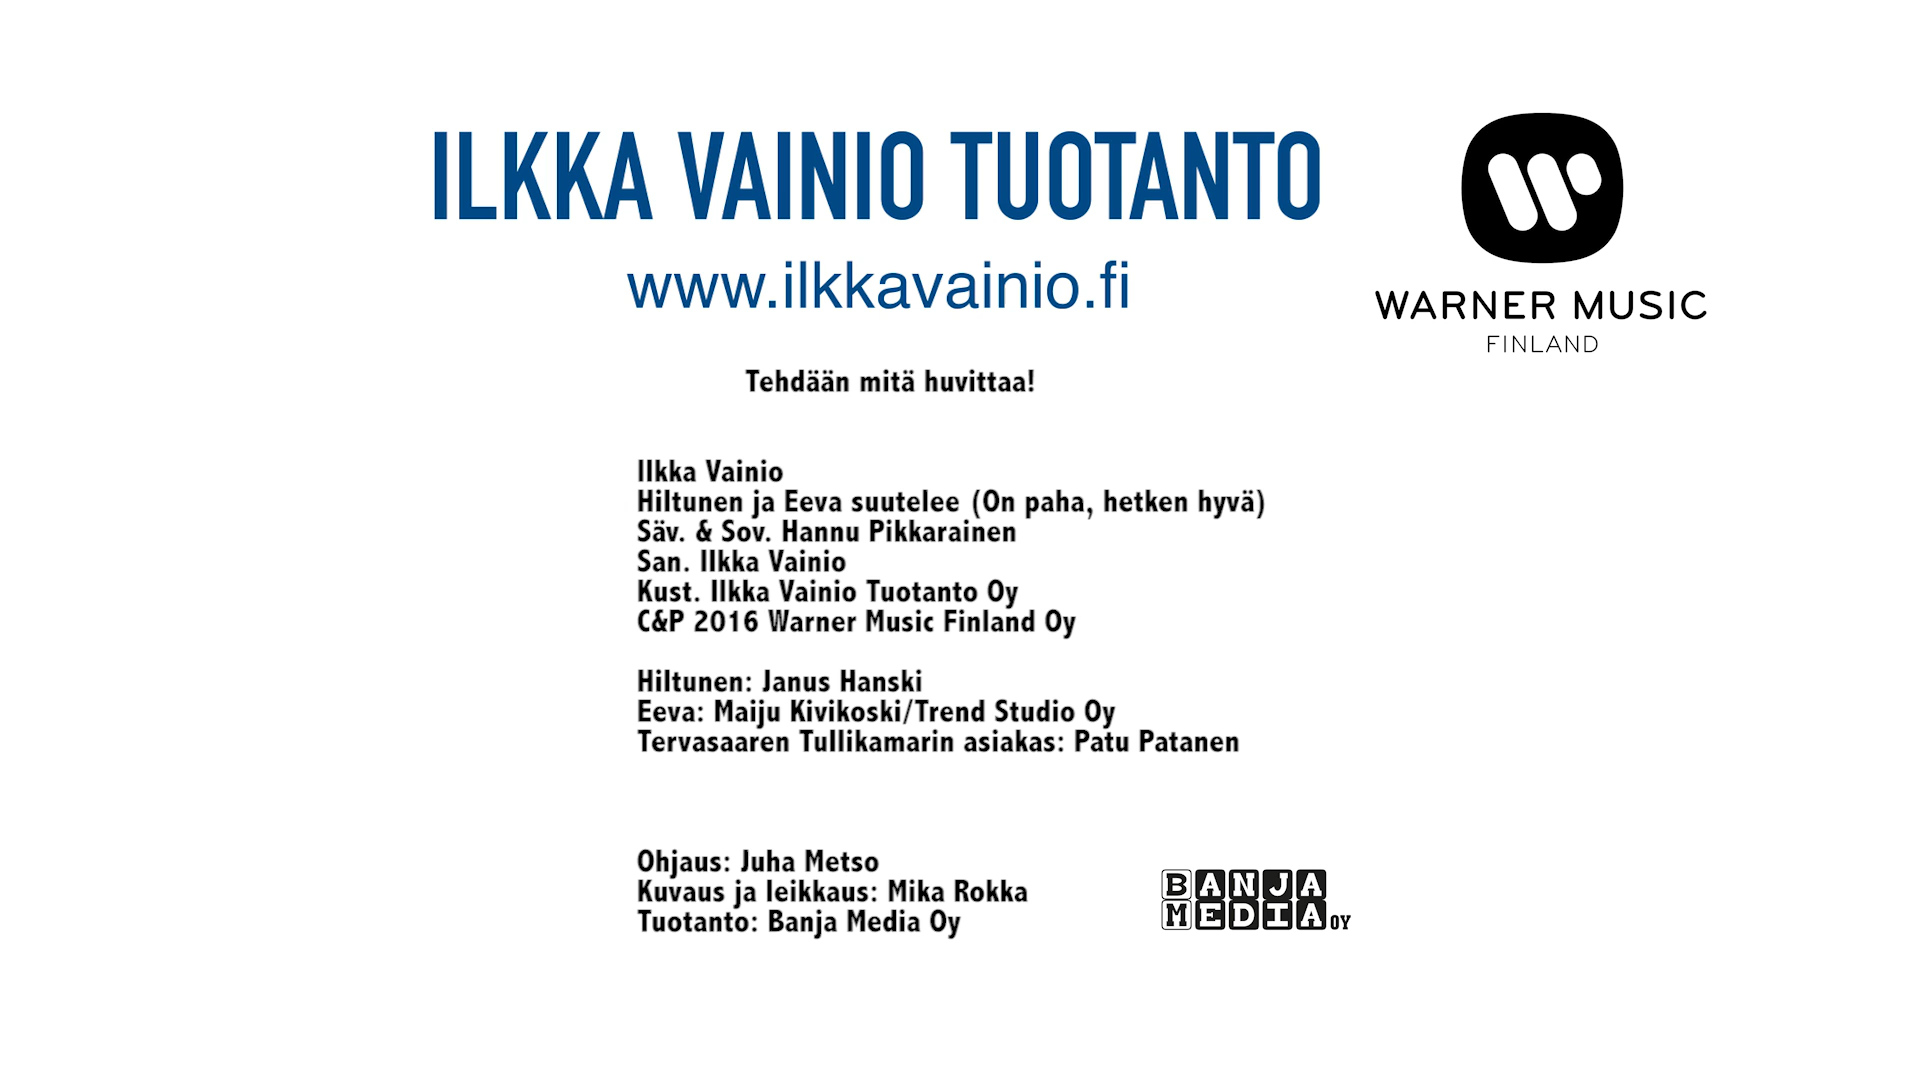 ILKKA VAINIO TUOTANTO
www.ilkkavainio.fi
WARNER MUSIC
FINLAND
Tehdään mitä huvittaa!
Ilkka Vainio
Hiltunen ja Eeva suutelee (On paha, hetken hyvä)
Säv. & Sov. Hannu Pikkarainen
San. Ilkka Vainio
Kust. Ilkka Vainio Tuotanto Oy
C&P 2016 Warner Music Finland Oy
Hiltunen: Janus Hanski
Eeva: Maiju Kivikoski/Trend Studio Oy
Tervasaaren Tullikamarin asiakas: Patu Patanen
Ohjaus: Juha Metso
Kuvaus ja leikkaus: Mika Rokka
Tuotanto: Banja Media Oy
BANJA
MEDIA OY